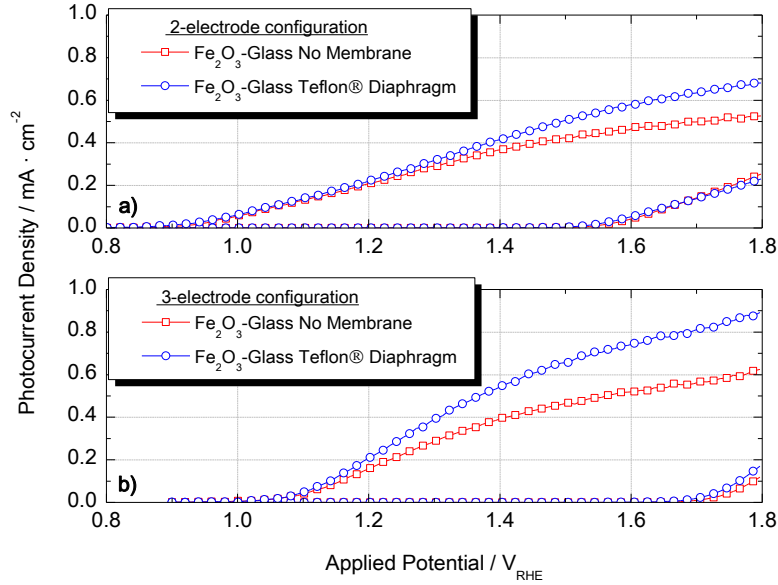 2-electrode configuration
Fe2O3-Glass No Membrane
Fe2O3-Glass Teflon® Diaphragm
1.0
0.8
0.6
0.4
0.2
0.0
a)
0.8 1.0 1.2 1.4 1.6 1.8
3-electrode configuration
Fe2O3-Glass No Membrane
Fe2O3-Glass Teflon® Diaphragm
1.0
0.8
0.6
0.4
0.2
0.0
b)
0.8 1.0 1.2 1.4 1.6 1.8
Photocurrent Density / mA · cm-2
Applied Potential / VRHE